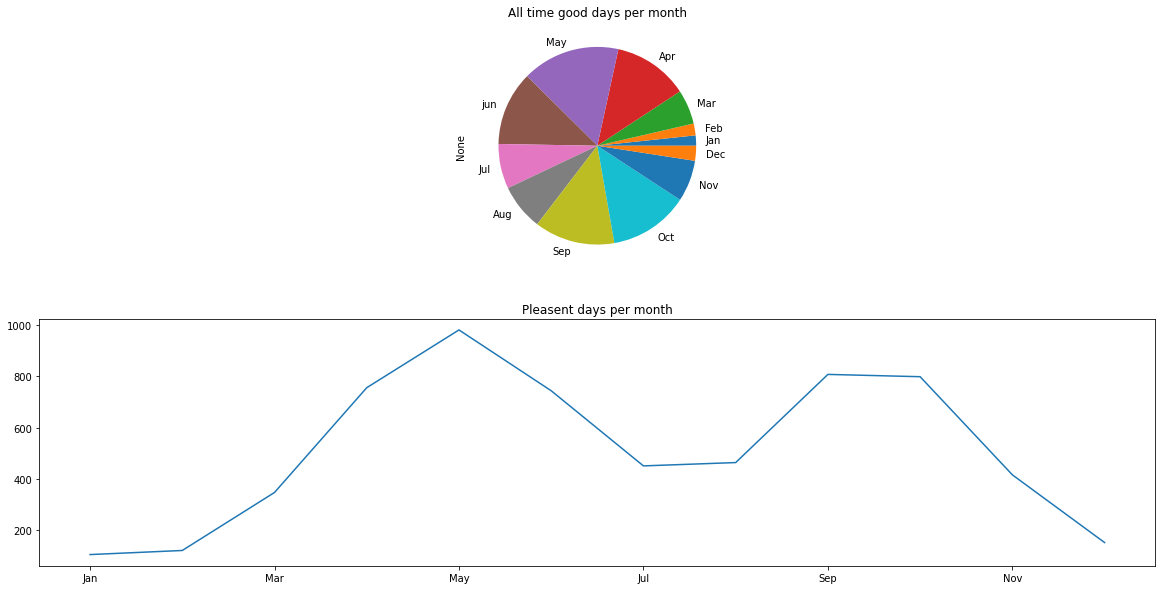 All time good days per month
May
Apr
jun
Mar
Feb
Jan
None
Dec
Jul
Nov
Aug
Oct
Sep
Pleasent days per month
1000
800
600
400
200
Jan Mar May Jul Sep Nov